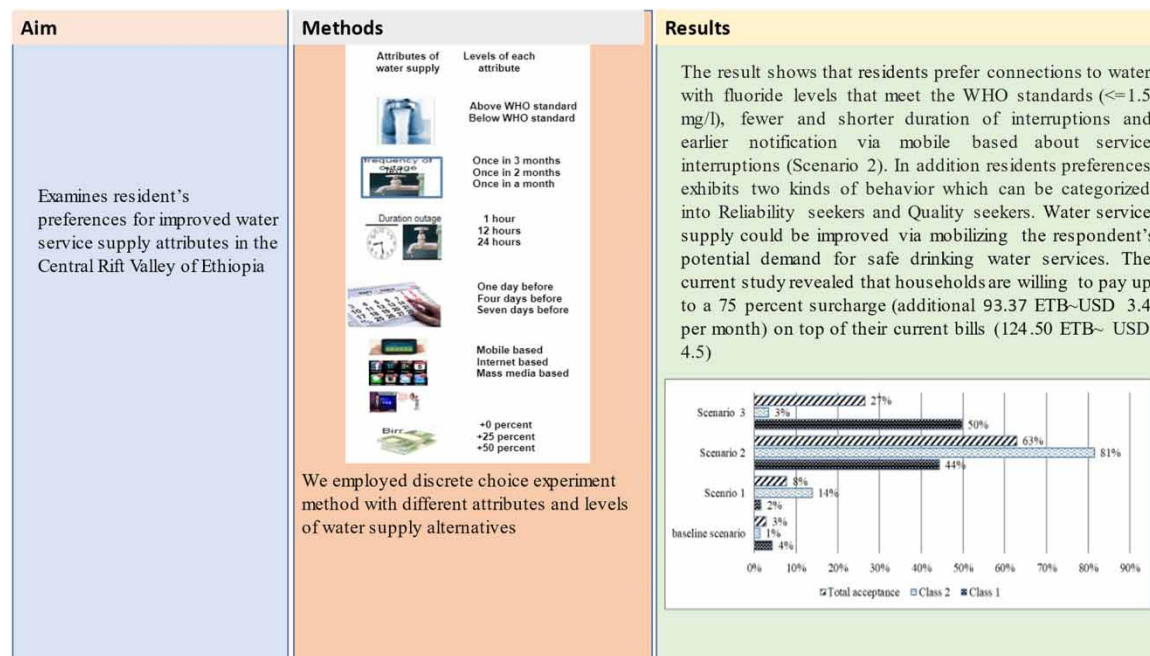 Aim
Examines resident's
preferences for improved water
service supply attributes in the
Central Rift Valley of Ethiopia
Methods
Attributes of
water supply
Levels of each
attribute
Above WHO standard
Below WHO standard
frequency of
outage
Once in 3 months
Once in 2 months
Once in a month
Duration outage
1 hour
12 hours
24 hours
One day before
Four days before
Seven days before
Mobile based
Internet based
Mass media based
Birr
+0 percent
+25 percent
+50 percent
We employed discrete choice experiment
method with different attributes and levels
of water supply alternatives
Results
The result shows that residents prefer connections to water
with fluoride levels that meet the WHO standards (<=1.5
mg/l), fewer and shorter duration of interruptions and
earlier notification via mobile based about service
interruptions (Scenario 2). In addition residents preferences
exhibits two kinds of behavior which can be categorized
into Reliability seekers and Quality seekers. Water service
supply could be improved via mobilizing the respondent's
potential demand for safe drinking water services. The
current study revealed that households are willing to pay up
to a 75 percent surcharge (additional 93.37 ETB~USD 3.4
per month) on top of their current bills (124.50 ETB~ USD
4.5)
Scenario 3
27%
3%
50%
Scenario 2
63%
81%
44%
Scenrio 1
8%
14%
2%
baseline scenario
3%
1%
4%
0% 10% 20% 30% 40% 50% 60% 70% 80% 90%
Total acceptance Class 2 Class 1